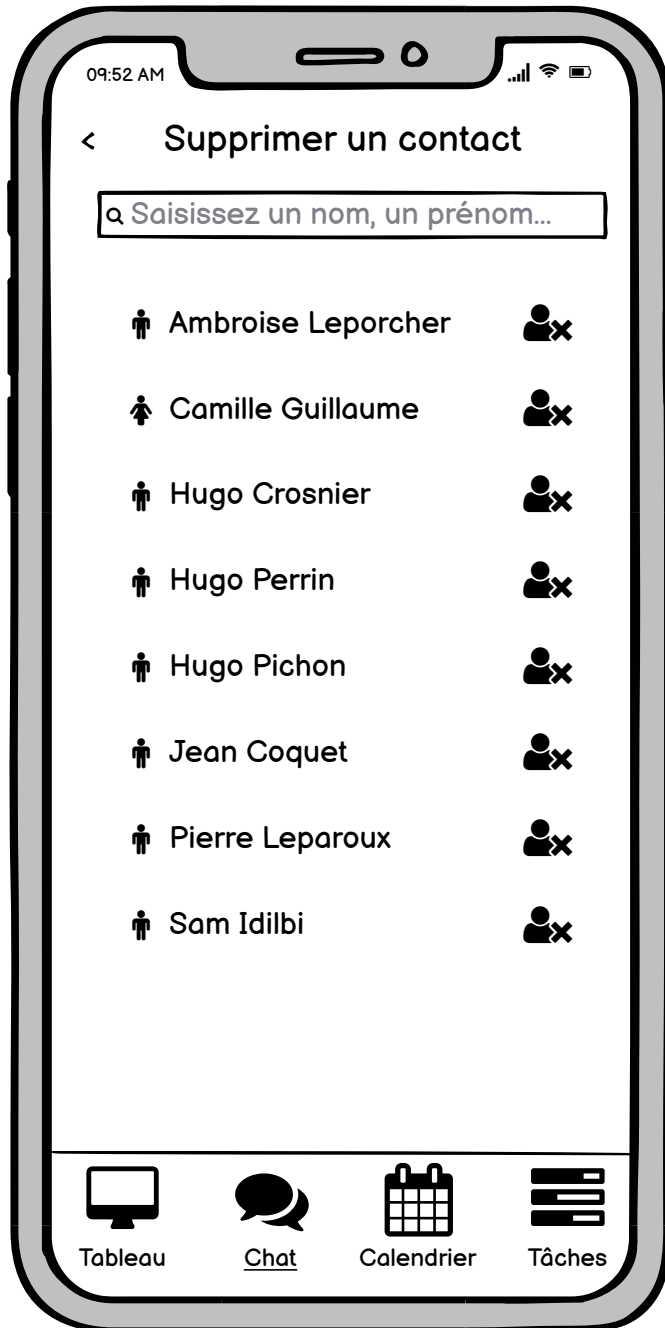 09:52 AM
< Supprimer un contact
Saisissez un nom, un prénom...
Ambroise Leporcher
Camille Guillaume
Hugo Crosnier
Hugo Perrin
Hugo Pichon
Jean Coquet
Pierre Leparoux
Sam Idilbi
Tableau Chat Calendrier Tâches